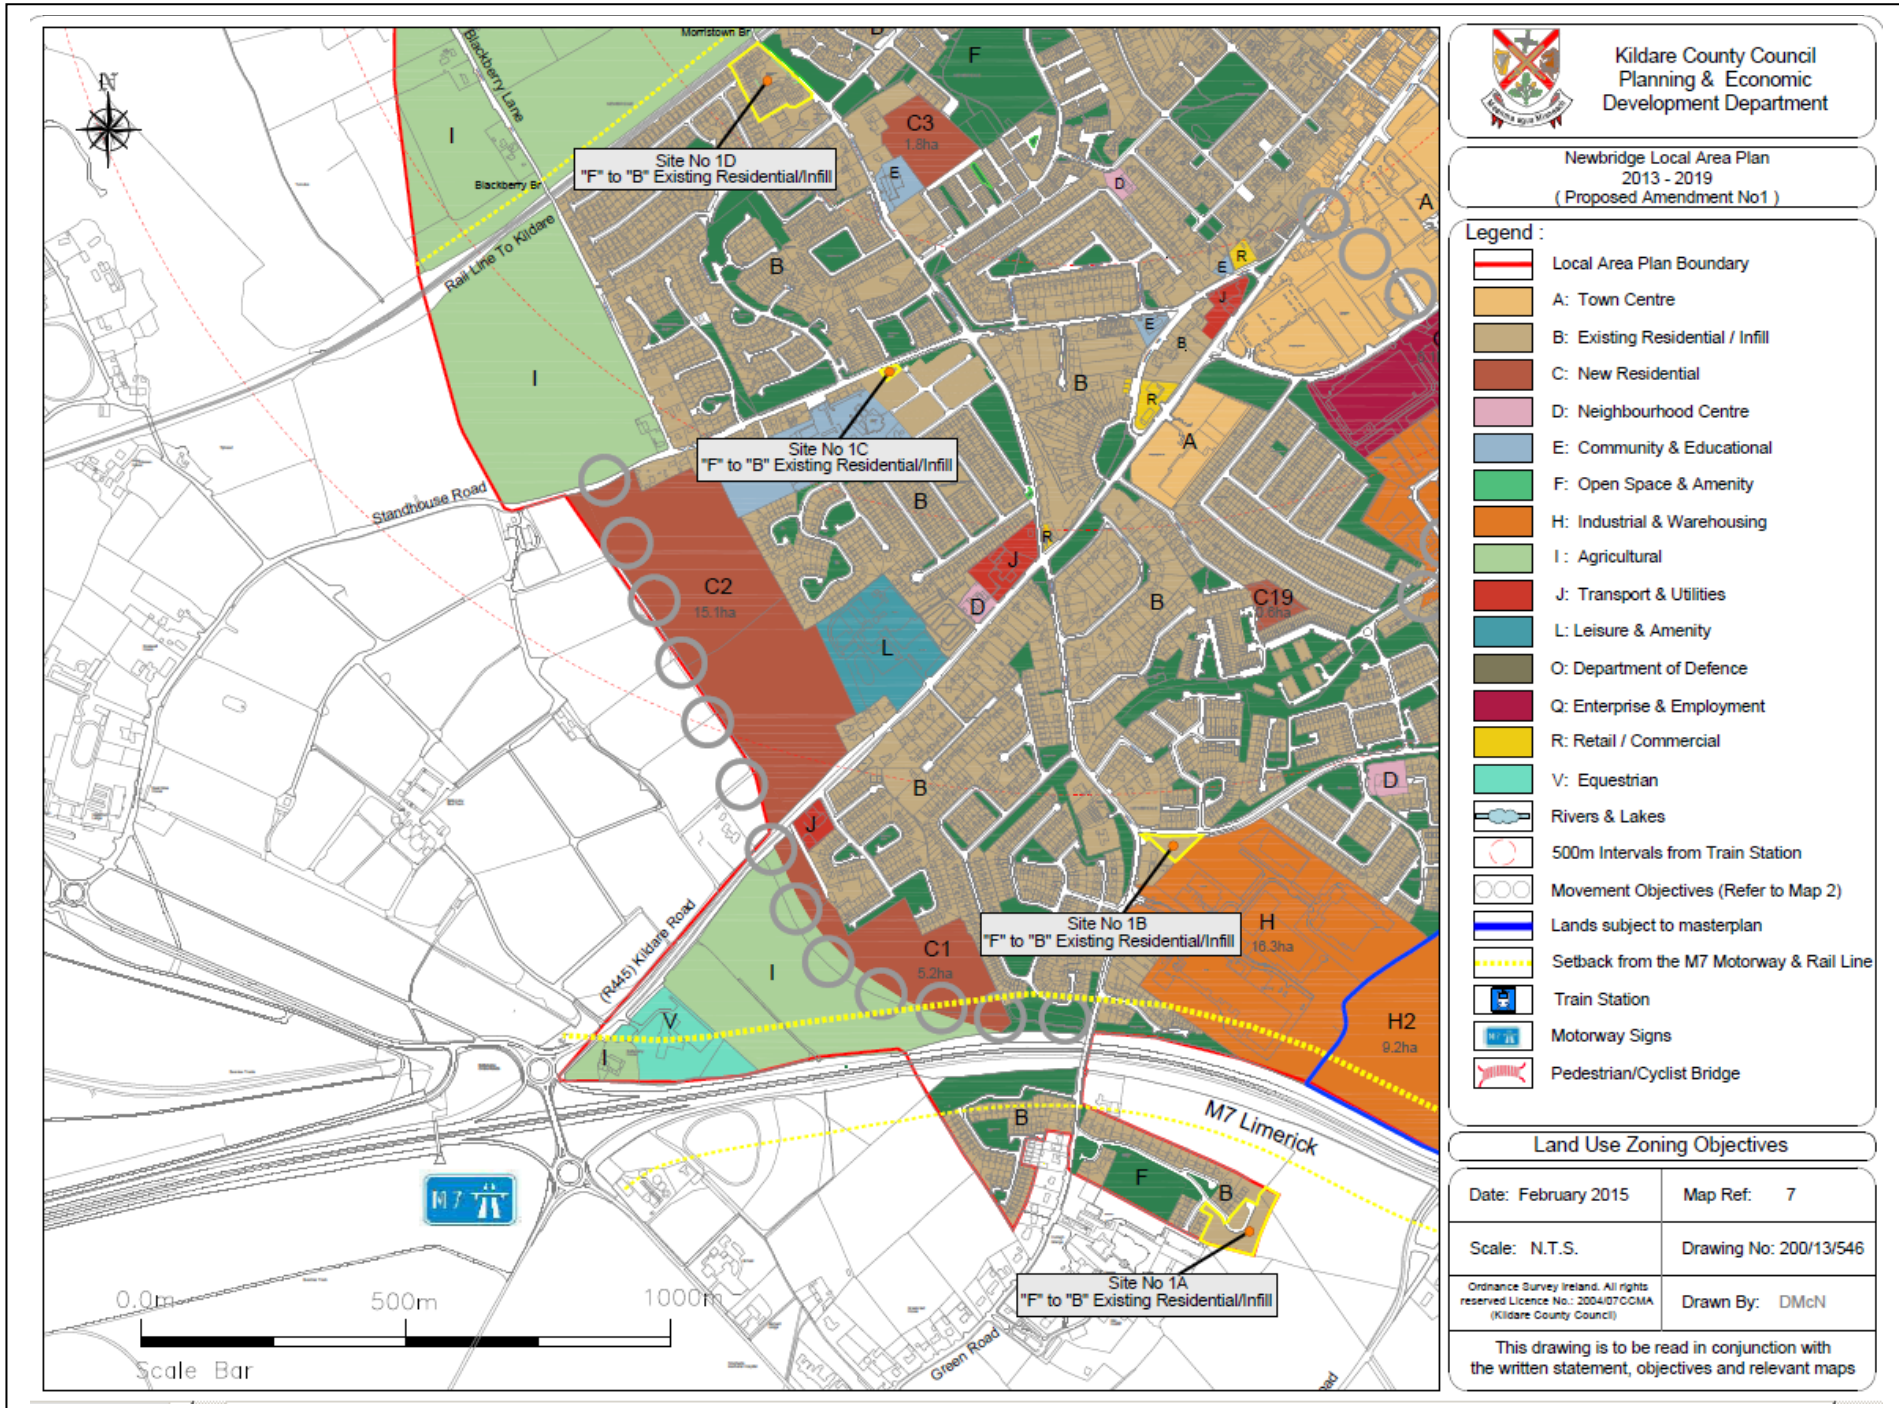 Kildare County Council
Planning & Economic
Development Department
Newbridge Local Area Plan
2013 - 2019
( Proposed Amendment No1 )
Legend :
Local Area Plan Boundary
A: Town Centre
B: Existing Residential / Infill
C: New Residential
D: Neighbourhood Centre
E: Community & Educational
F: Open Space & Amenity
H: Industrial & Warehousing
I : Agricultural
J: Transport & Utilities
L: Leisure & Amenity
O: Department of Defence
Q: Enterprise & Employment
R: Retail / Commercial
V: Equestrian
Rivers & Lakes
500m Intervals from Train Station
Movement Objectives (Refer to Map 2)
Lands subject to masterplan
Setback from the M7 Motorway & Rail Line
Train Station
M7
Motorway Signs
Pedestrian/Cyclist Bridge
Land Use Zoning Objectives
Date: February 2015
Map Ref: 7
Scale: N.T.S.
Drawing No: 200/13/546
Ordnance Survey Ireland. All rights
reserved Licence No.: 2004/07CCMA
(Kildare County Council)
Drawn By: DMcN
This drawing is to be read in conjunction with
the written statement, objectives and relevant maps
N
Morristown Br
Blackberry Lane
D
F
I
C3
1.8ha
Site No 1D
"F" to "B" Existing Residential/Infill
E
D
Blackberry Br
A
Rail Line To Kildare
B
R
E
J
E
B
I
B
R
Site No 1C
"F" to "B" Existing Residential/Infill
A
Standhouse Road
B
R
J
C2
15.1ha
D
B
C19
0.6ha
L
B
D
J
Site No 1B
"F" to "B" Existing Residential/Infill
H
16.3ha
(R445) Kildare Road
C1
5.2ha
I
V
I
H2
9.2ha
B
M7 Limerick
F
B
M7
Site No 1A
"F" to "B" Existing Residential/Infill
0.0m
500m
1000m
Green Road
Scale Bar